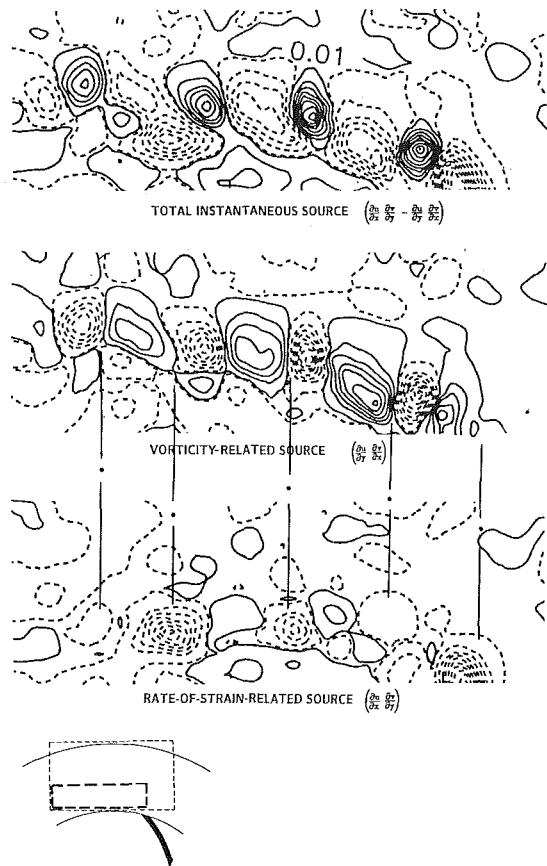 0.01
TOTAL INSTANTANEOUS SOURCE (∂u/∂x ∂v/∂y - ∂u/∂y ∂v/∂x)
VORTICITY-RELATED SOURCE (∂u/∂y ∂v/∂x)
RATE-OF-STRAIN-RELATED SOURCE (∂u/∂x ∂v/∂y)